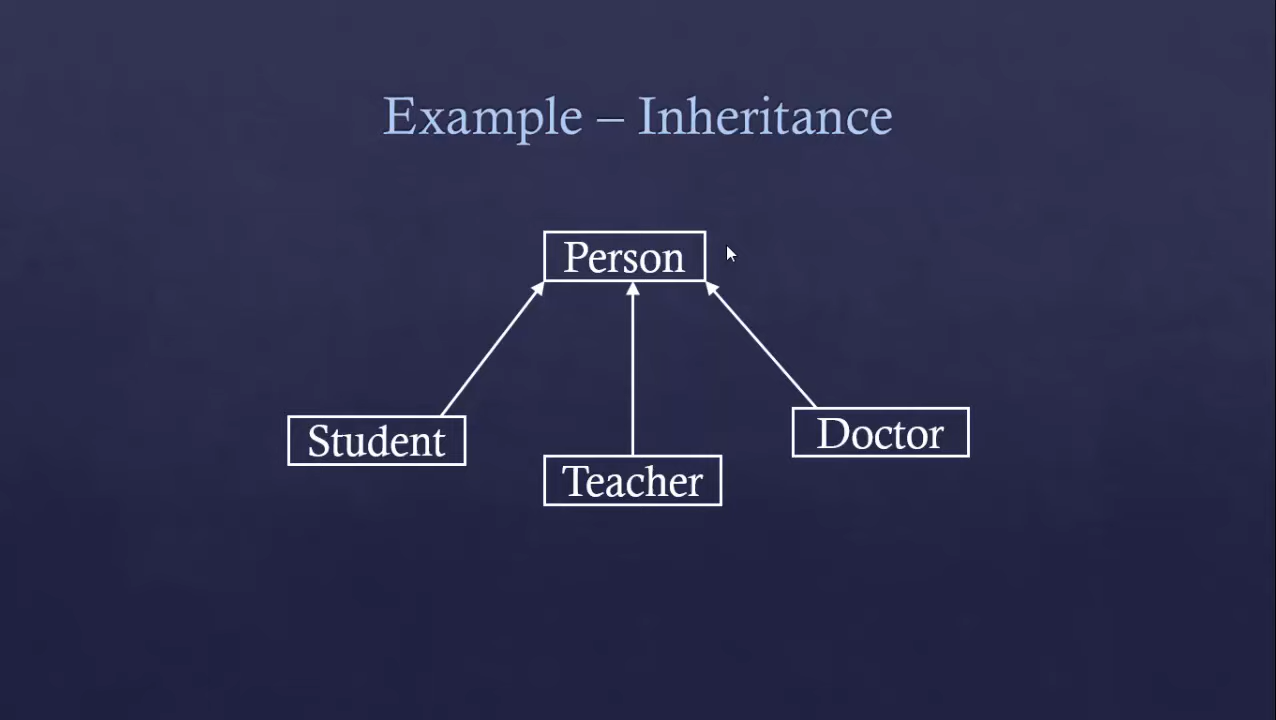 Example – Inheritance
Person
Student
Teacher
Doctor